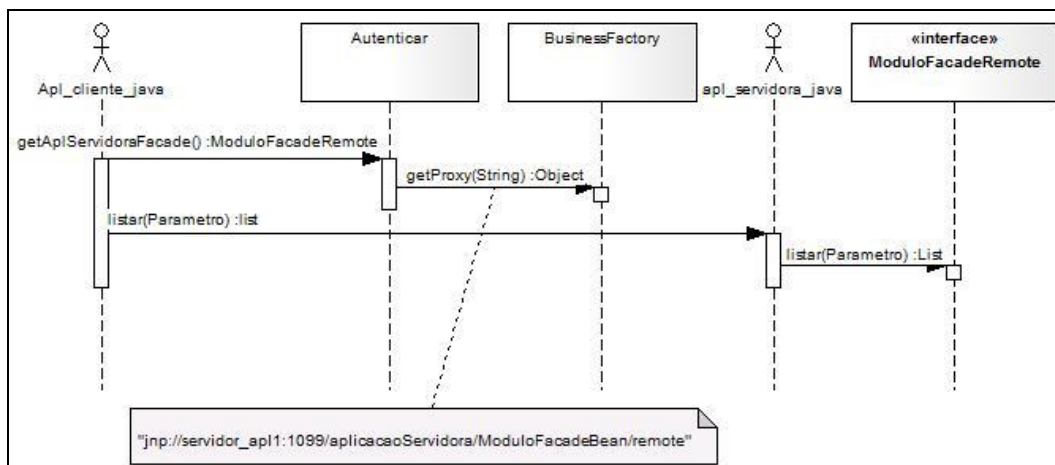 Autenticar
BusinessFactory
«interface»
ModuloFacadeRemote
Apl_cliente_java
apl_servidora_java
getAplServidoraFacade() :ModuloFacadeRemote
getProxy(String) :Object
listar(Parametro) :list
listar(Parametro) :List
"jnp://servidor_apl1:1099/aplicacaoServidora/ModuloFacadeBean/remote"